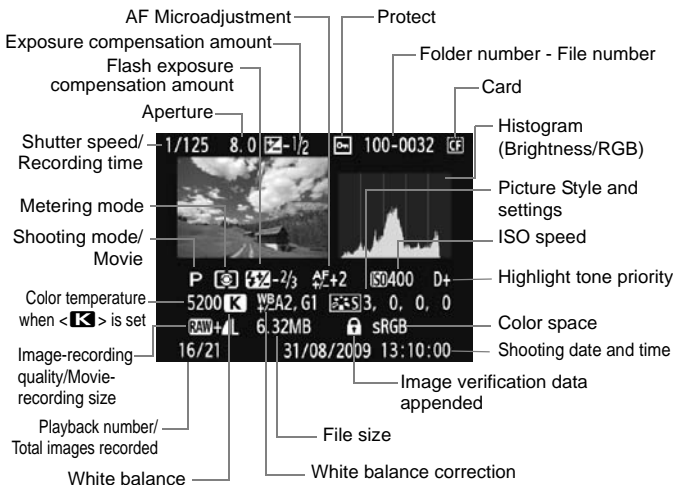 AF Microadjustment
Protect
Exposure compensation amount
Folder number - File number
Flash exposure
compensation amount
Card
Aperture
Shutter speed/
Recording time
Histogram
(Brightness/RGB)
1/125 8.0 -1/2 100-0032 CF
Picture Style and
settings
Metering mode
ISO speed
Shooting mode/
Movie
P -2/3 AF+2 ISO400 D+
Highlight tone priority
Color temperature
when < K > is set
5200 K WB A2, G1 S 3, 0, 0, 0
RAW+L 6.32MB sRGB
Color space
Image-recording
quality/Movie-
recording size
16/21 31/08/2009 13:10:00
Shooting date and time
Image verification data
appended
Playback number/
Total images recorded
File size
White balance
White balance correction